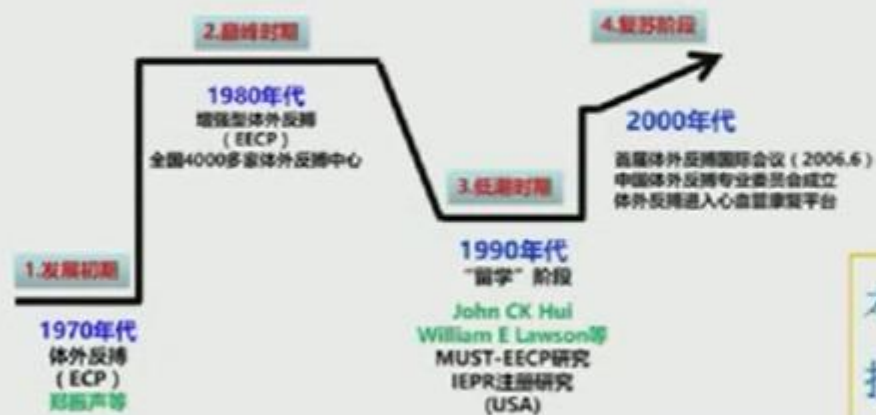 1.发展初期
1970年代
体外反搏
（ECP）
郑振声等
2.巅峰时期
1980年代
增强型体外反搏
（EECP）
全国4000多家体外反搏中心
3.低潮时期
1990年代
“留学”阶段
John CK Hui
William E Lawson等
MUST-EECP研究
IEPR注册研究
(USA)
4.复苏阶段
2000年代
首届体外反搏国际会议（2006.6）
中国体外反搏专业委员会成立
体外反搏进入心血管康复平台